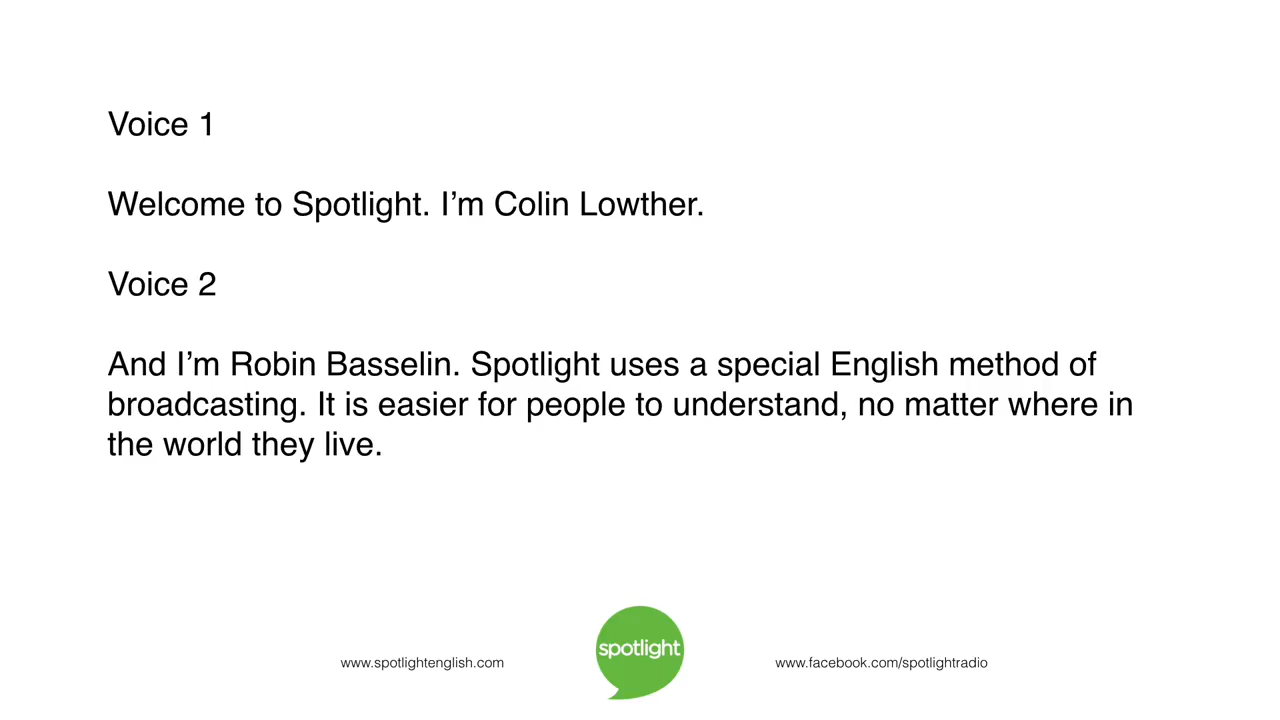 Voice 1
Welcome to Spotlight. I’m Colin Lowther.
Voice 2
And I’m Robin Basselin. Spotlight uses a special English method of
broadcasting. It is easier for people to understand, no matter where in
the world they live.
www.spotlightenglish.com
spotlight
www.facebook.com/spotlightradio